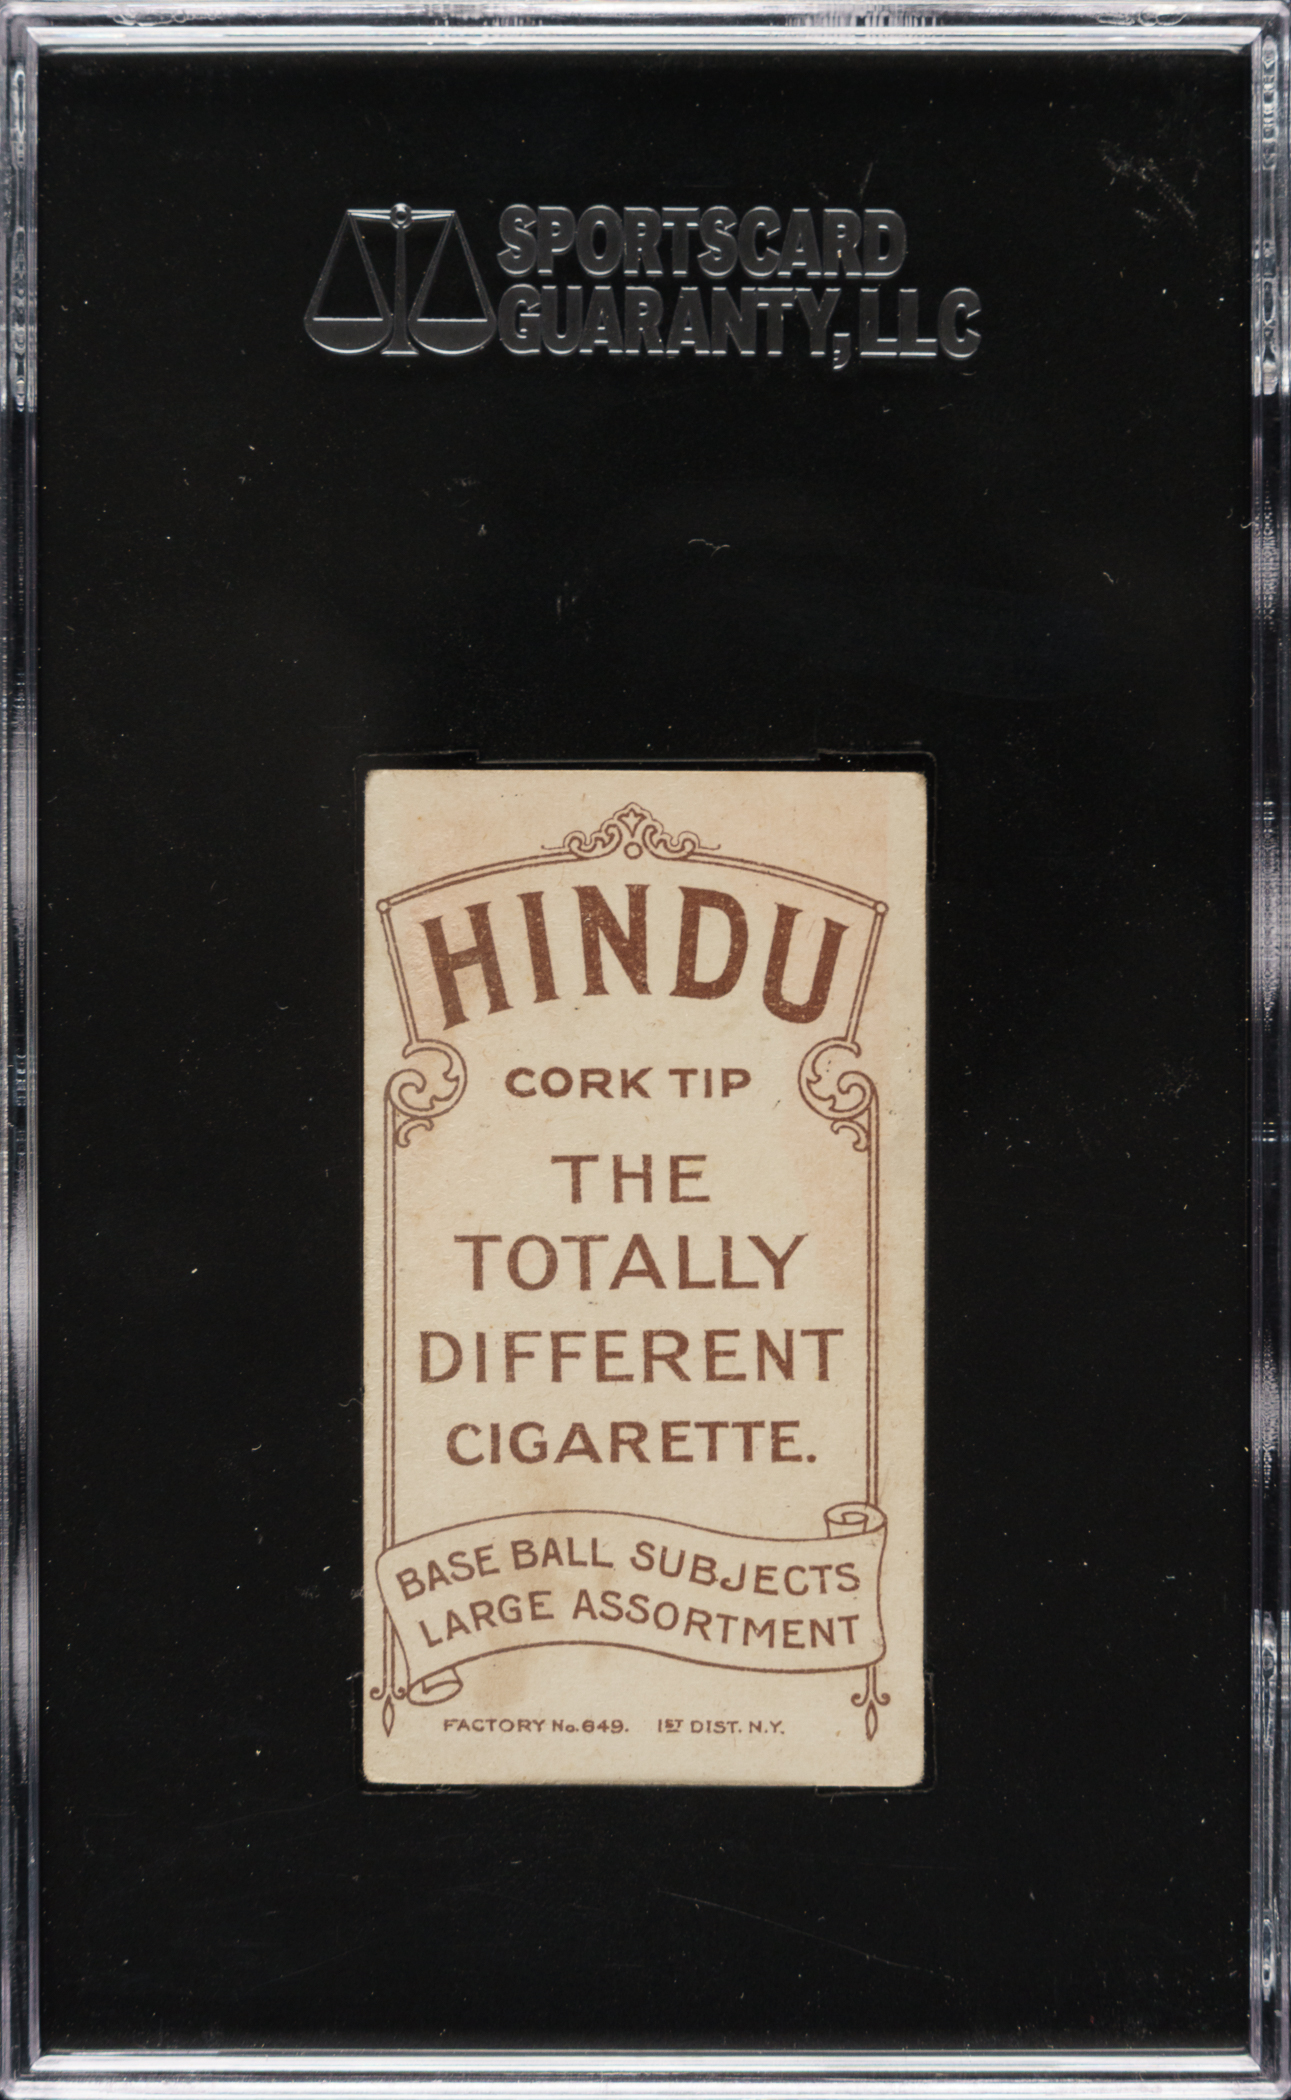 SPORTSCARD
GUARANTY, LLC
HINDU
CORK TIP
THE
TOTALLY
DIFFERENT
CIGARETTE.
BASE BALL SUBJECTS
LARGE ASSORTMENT
FACTORY No. 649. 1ST DIST. N.Y.